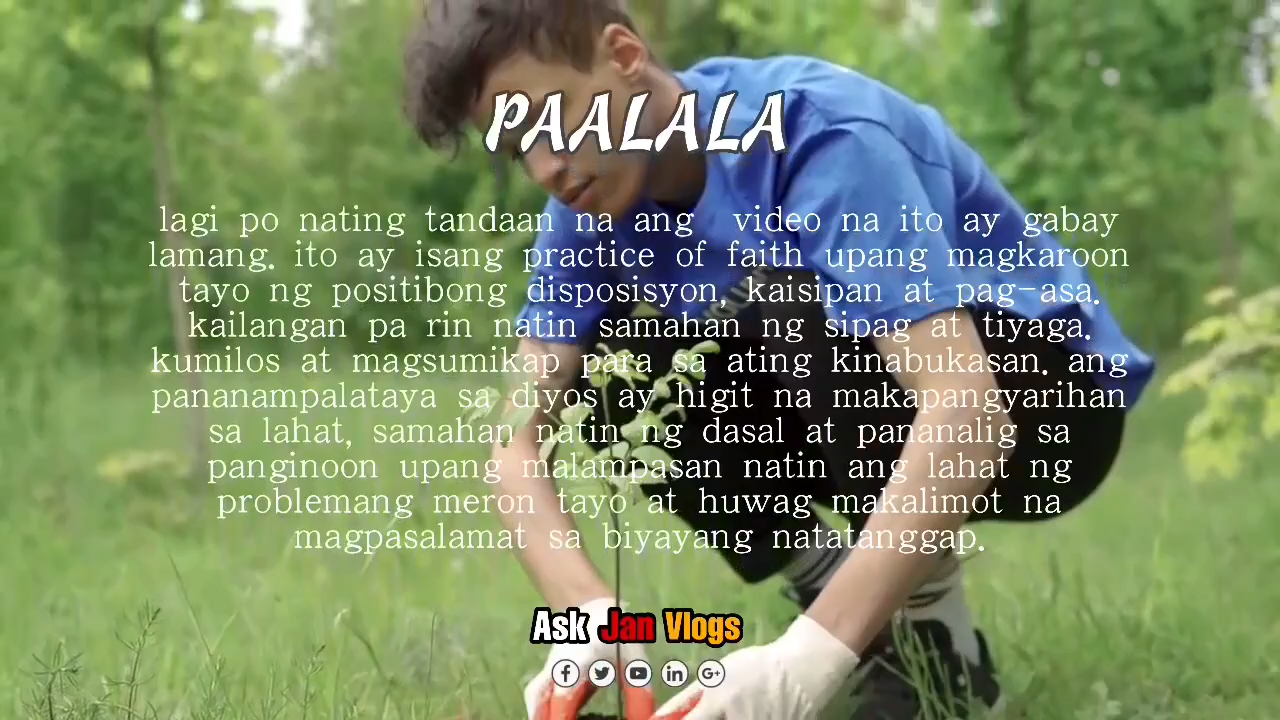 PAALALA
lagi po nating tandaan na ang video na ito ay gabay
lamang. ito ay isang practice of faith upang magkaroon
tayo ng positibong disposisyon, kaisipan at pag-asa.
kailangan pa rin natin samahan ng sipag at tiyaga.
kumilos at magsumikap para sa ating kinabukasan. ang
pananampalataya sa diyos ay higit na makapangyarihan
sa lahat, samahan natin ng dasal at pananalig sa
panginoon upang malampasan natin ang lahat ng
problemang meron tayo at huwag makalimot na
magpasalamat sa biyayang natatanggap.
Ask Jan Vlogs